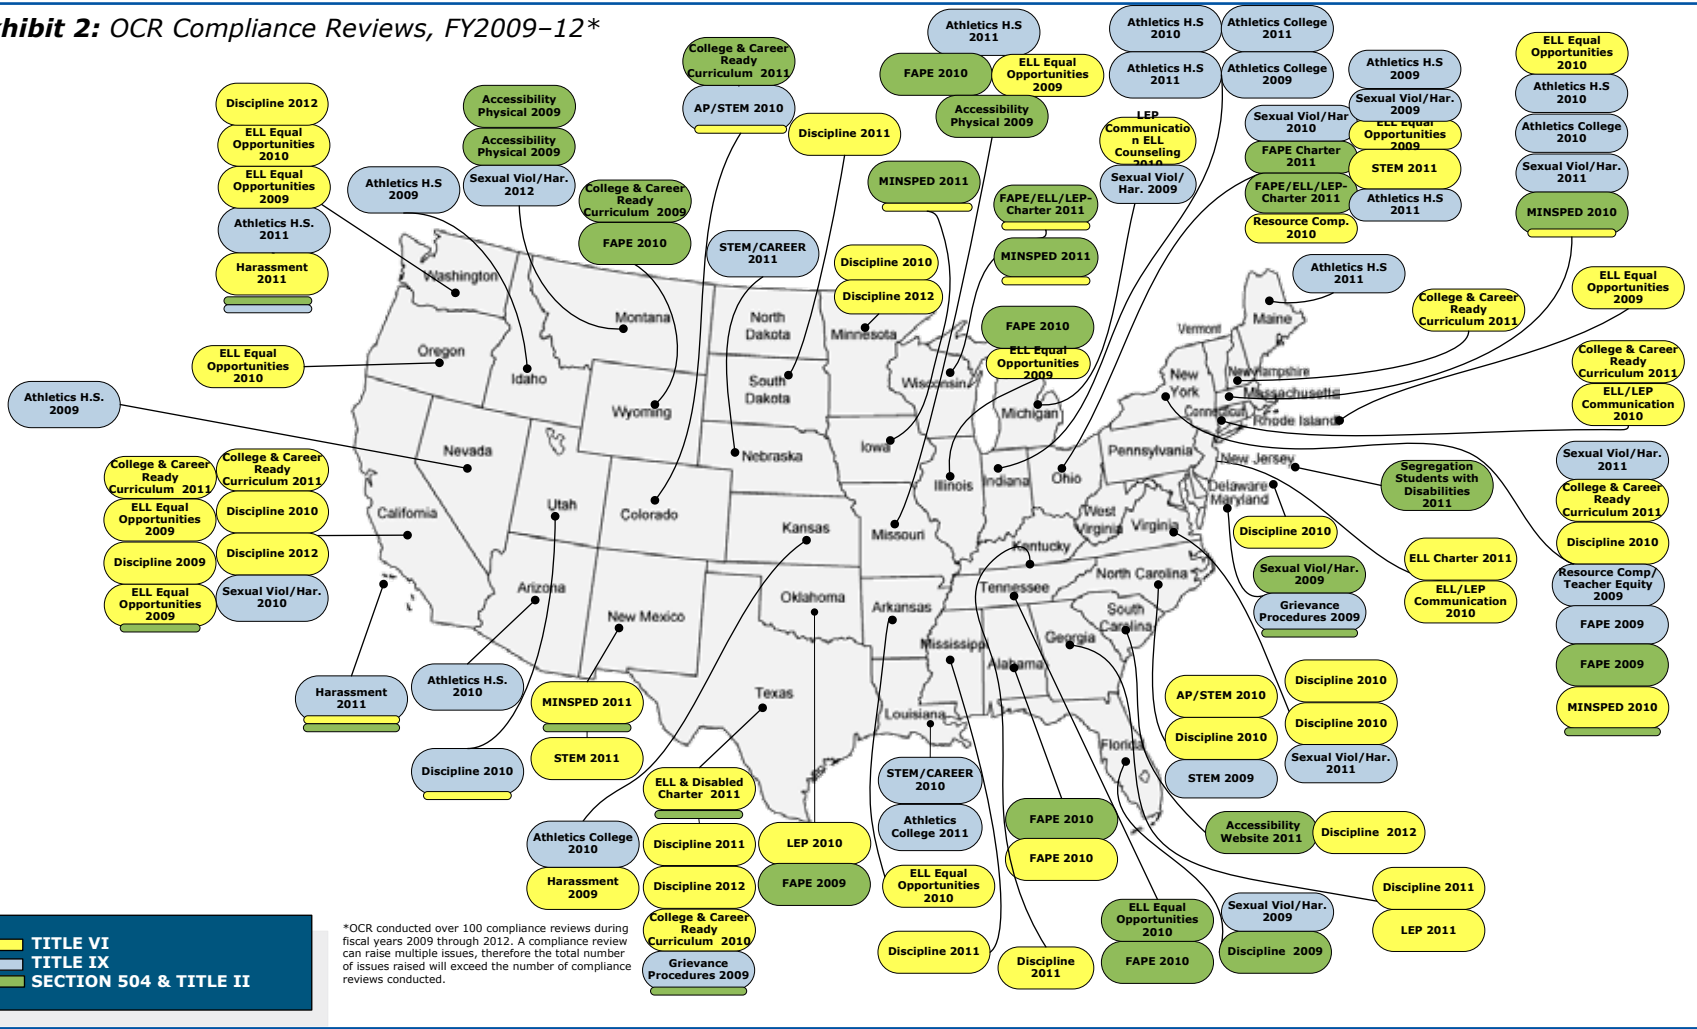 hibit 2: OCR Compliance Reviews, FY2009–12*
Discipline 2012
ELL Equal
Opportunities
2010
ELL Equal
Opportunities
2009
Athletics H.S.
2011
Harassment
2011
ELL Equal
Opportunities
2010
Athletics H.S.
2009
Athletics H.S
2009
Accessibility
Physical 2009
Accessibility
Physical 2009
Sexual Viol/Har.
2012
College & Career
Ready
Curriculum 2009
FAPE 2010
College & Career
Ready
Curriculum 2011
AP/STEM 2010
Discipline 2011
STEM/CAREER
2011
Discipline 2010
Discipline 2012
MINSPED 2011
Athletics H.S
2011
FAPE 2010
ELL Equal
Opportunities
2009
Accessibility
Physical 2009
FAPE/ELL/LEP-
Charter 2011
MINSPED 2011
FAPE 2010
ELL Equal
Opportunities
2009
Athletics H.S
2010
Athletics College
2011
Athletics H.S
2011
Athletics College
2009
LEP
Communicatio
n ELL
Counseling
2010
Sexual Viol/
Har. 2009
Sexual Viol/Har
2010
FAPE Charter
2011
FAPE/ELL/LEP-
Charter 2011
Resource Comp.
2010
Athletics H.S
2009
Sexual Viol/Har.
2009
ELL Equal
Opportunities
2009
STEM 2011
Athletics H.S
2011
ELL Equal
Opportunities
2010
Athletics H.S
2010
Athletics College
2010
Sexual Viol/Har.
2011
MINSPED 2010
Athletics H.S
2011
College & Career
Ready
Curriculum 2011
ELL Equal
Opportunities
2009
College & Career
Ready
Curriculum 2011
ELL/LEP
Communication
2010
Washington
Oregon
Idaho
Montana
Wyoming
Nevada
California
Utah
Arizona
Colorado
New Mexico
North
Dakota
South
Dakota
Nebraska
Kansas
Oklahoma
Texas
Minnesota
Iowa
Missouri
Arkansas
Louisiana
Wisconsin
Illinois
Indiana
Michigan
Ohio
Kentucky
Tennessee
Mississippi
Alabama
Georgia
Florida
South
Carolina
North Carolina
Virginia
West
Virginia
Pennsylvania
New
York
Vermont
Maine
New Hampshire
Massachusetts
Connecticut
Rhode Island
New Jersey
Delaware
Maryland
College & Career
Ready
Curriculum 2011
ELL Equal
Opportunities
2009
Discipline 2009
ELL Equal
Opportunities
2009
College & Career
Ready
Curriculum 2011
Discipline 2010
Discipline 2012
Sexual Viol/Har.
2010
Segregation
Students with
Disabilities
2011
Discipline 2010
Sexual Viol/Har.
2009
Grievance
Procedures 2009
ELL Charter 2011
ELL/LEP
Communication
2010
Sexual Viol/Har.
2011
College & Career
Ready
Curriculum 2011
Discipline 2010
Resource Comp/
Teacher Equity
2009
FAPE 2009
FAPE 2009
MINSPED 2010
Harassment
2011
Athletics H.S.
2010
Discipline 2010
MINSPED 2011
STEM 2011
Athletics College
2010
Harassment
2009
ELL & Disabled
Charter 2011
Discipline 2011
Discipline 2012
College & Career
Ready
Curriculum 2010
Grievance
Procedures 2009
LEP 2010
FAPE 2009
STEM/CAREER
2010
Athletics
College 2011
ELL Equal
Opportunities
2010
Discipline 2011
FAPE 2010
FAPE 2010
Discipline
2011
ELL Equal
Opportunities
2010
FAPE 2010
Sexual Viol/Har.
2009
Discipline 2009
AP/STEM 2010
Discipline 2010
STEM 2009
Discipline 2010
Discipline 2010
Sexual Viol/Har.
2011
Accessibility
Website 2011
Discipline 2012
Discipline 2011
LEP 2011
TITLE VI
TITLE IX
SECTION 504 & TITLE II
*OCR conducted over 100 compliance reviews during
fiscal years 2009 through 2012. A compliance review
can raise multiple issues, therefore the total number
of issues raised will exceed the number of compliance
reviews conducted.